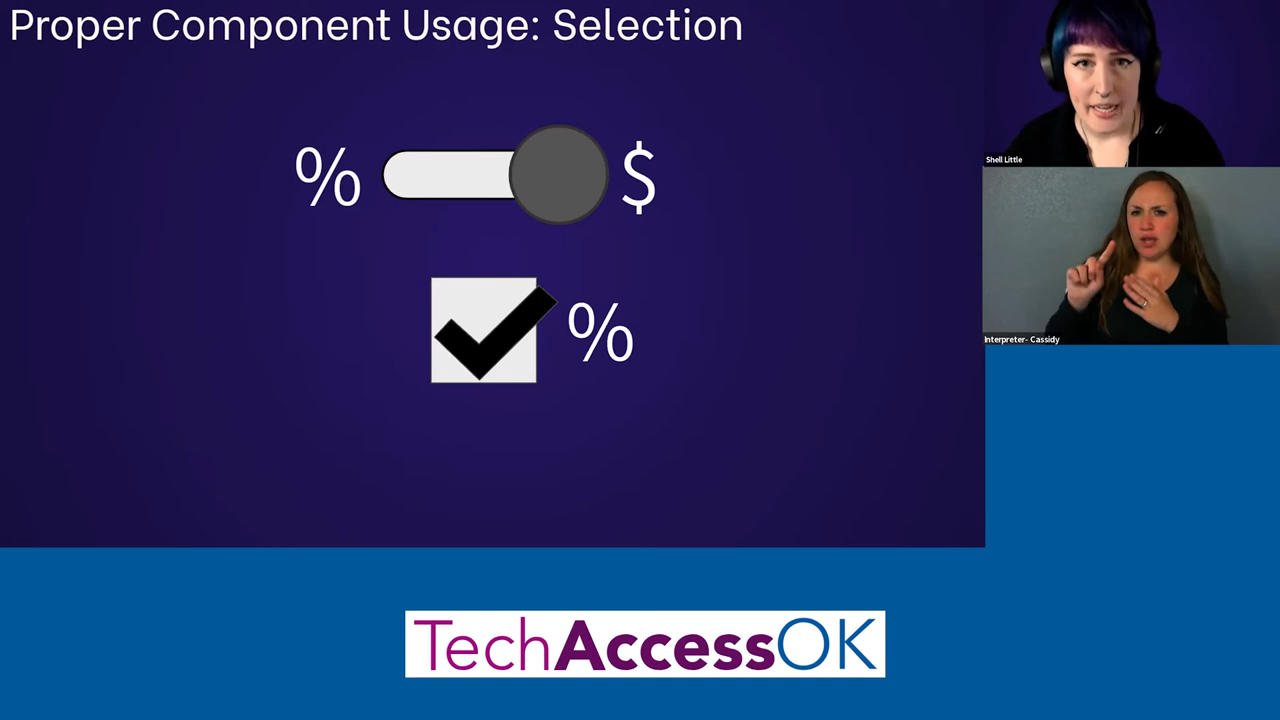 Proper Component Usage: Selection
% $
%
Shell Little
Interpreter- Cassidy
TechAccessOK